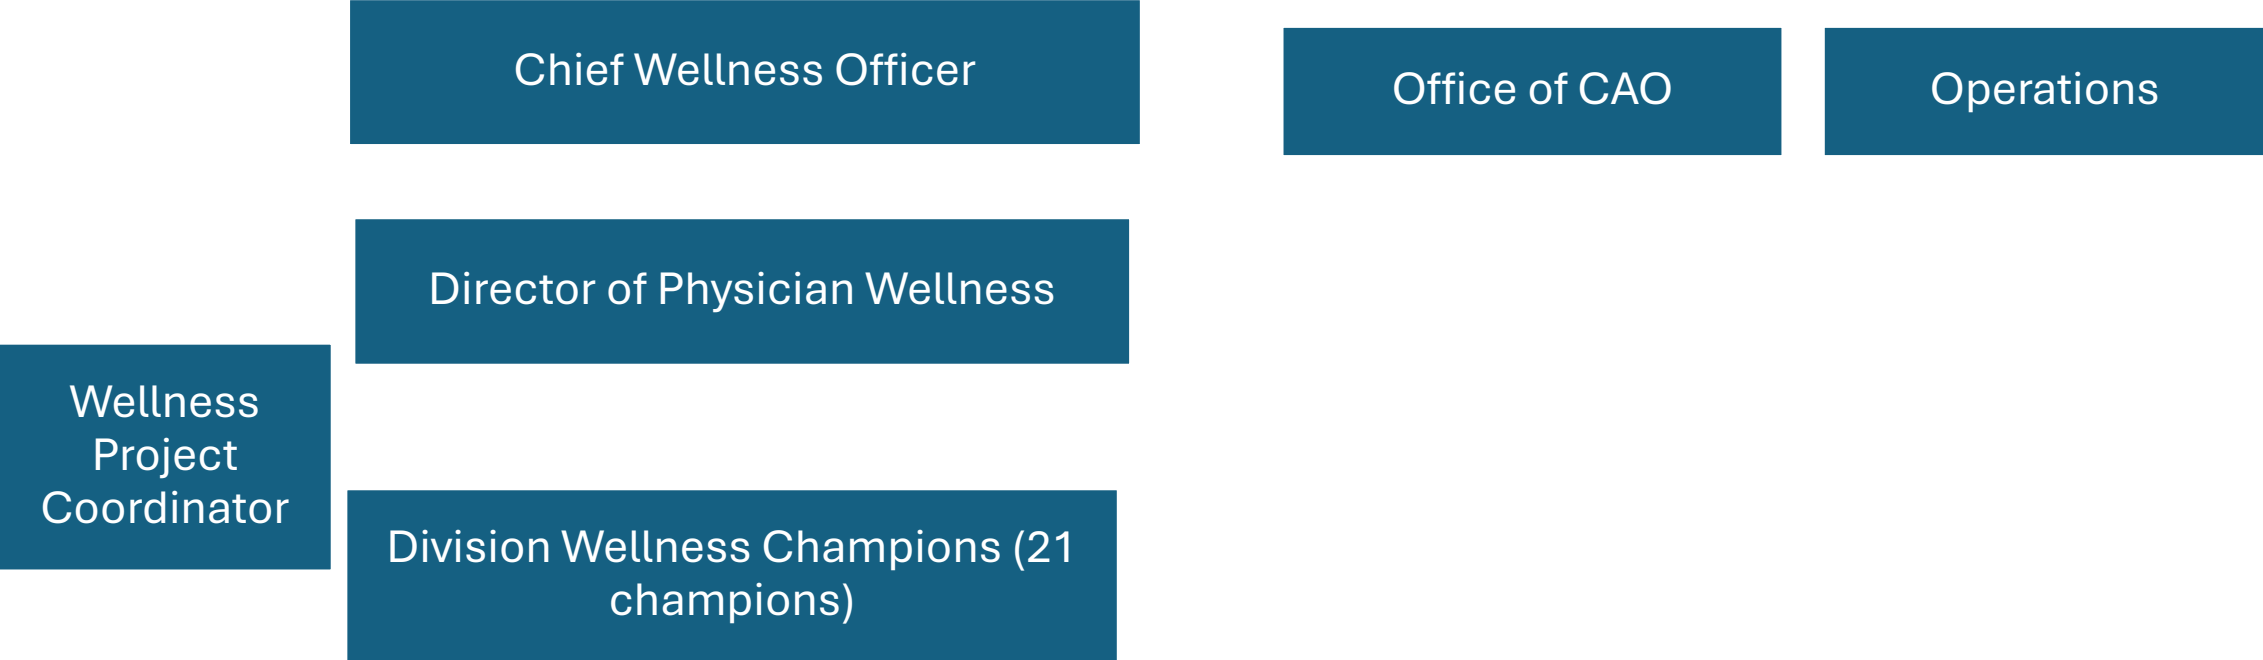 Chief Wellness Officer
Office of CAO
Operations
Director of Physician Wellness
Wellness
Project
Coordinator
Division Wellness Champions (21
champions)